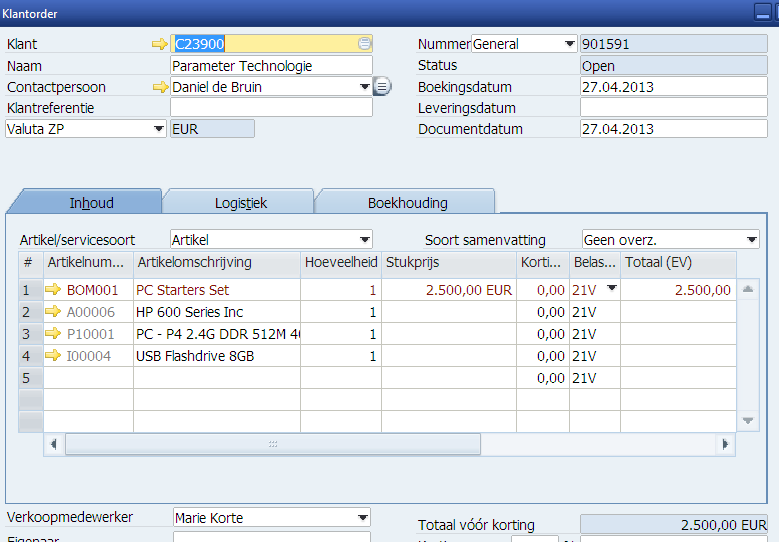 Klantorder
Klant C23900 Nummer General 901591
Naam Parameter Technologie Status Open
Contactpersoon Daniel de Bruin Boekingsdatum 27.04.2013
Klantreferentie Leveringsdatum
Valuta ZP EUR Documentdatum 27.04.2013
Inhoud Logistiek Boekhouding
Artikel/servicesoort Artikel Soort samenvatting Geen overz.
# Artikelnum... Artikelomschrijving Hoeveelheid Stukprijs Korti... Belas... Totaal (EV)
1 BOM001 PC Starters Set 1 2.500,00 EUR 0,00 21V 2.500,00
2 A00006 HP 600 Series Inc 1 0,00 21V
3 P10001 PC - P4 2.4G DDR 512M 1 0,00 21V
4 I00004 USB Flashdrive 8GB 1 0,00 21V
5 0,00 21V
Verkoopmedewerker Marie Korte Totaal vóór korting 2.500,00 EUR